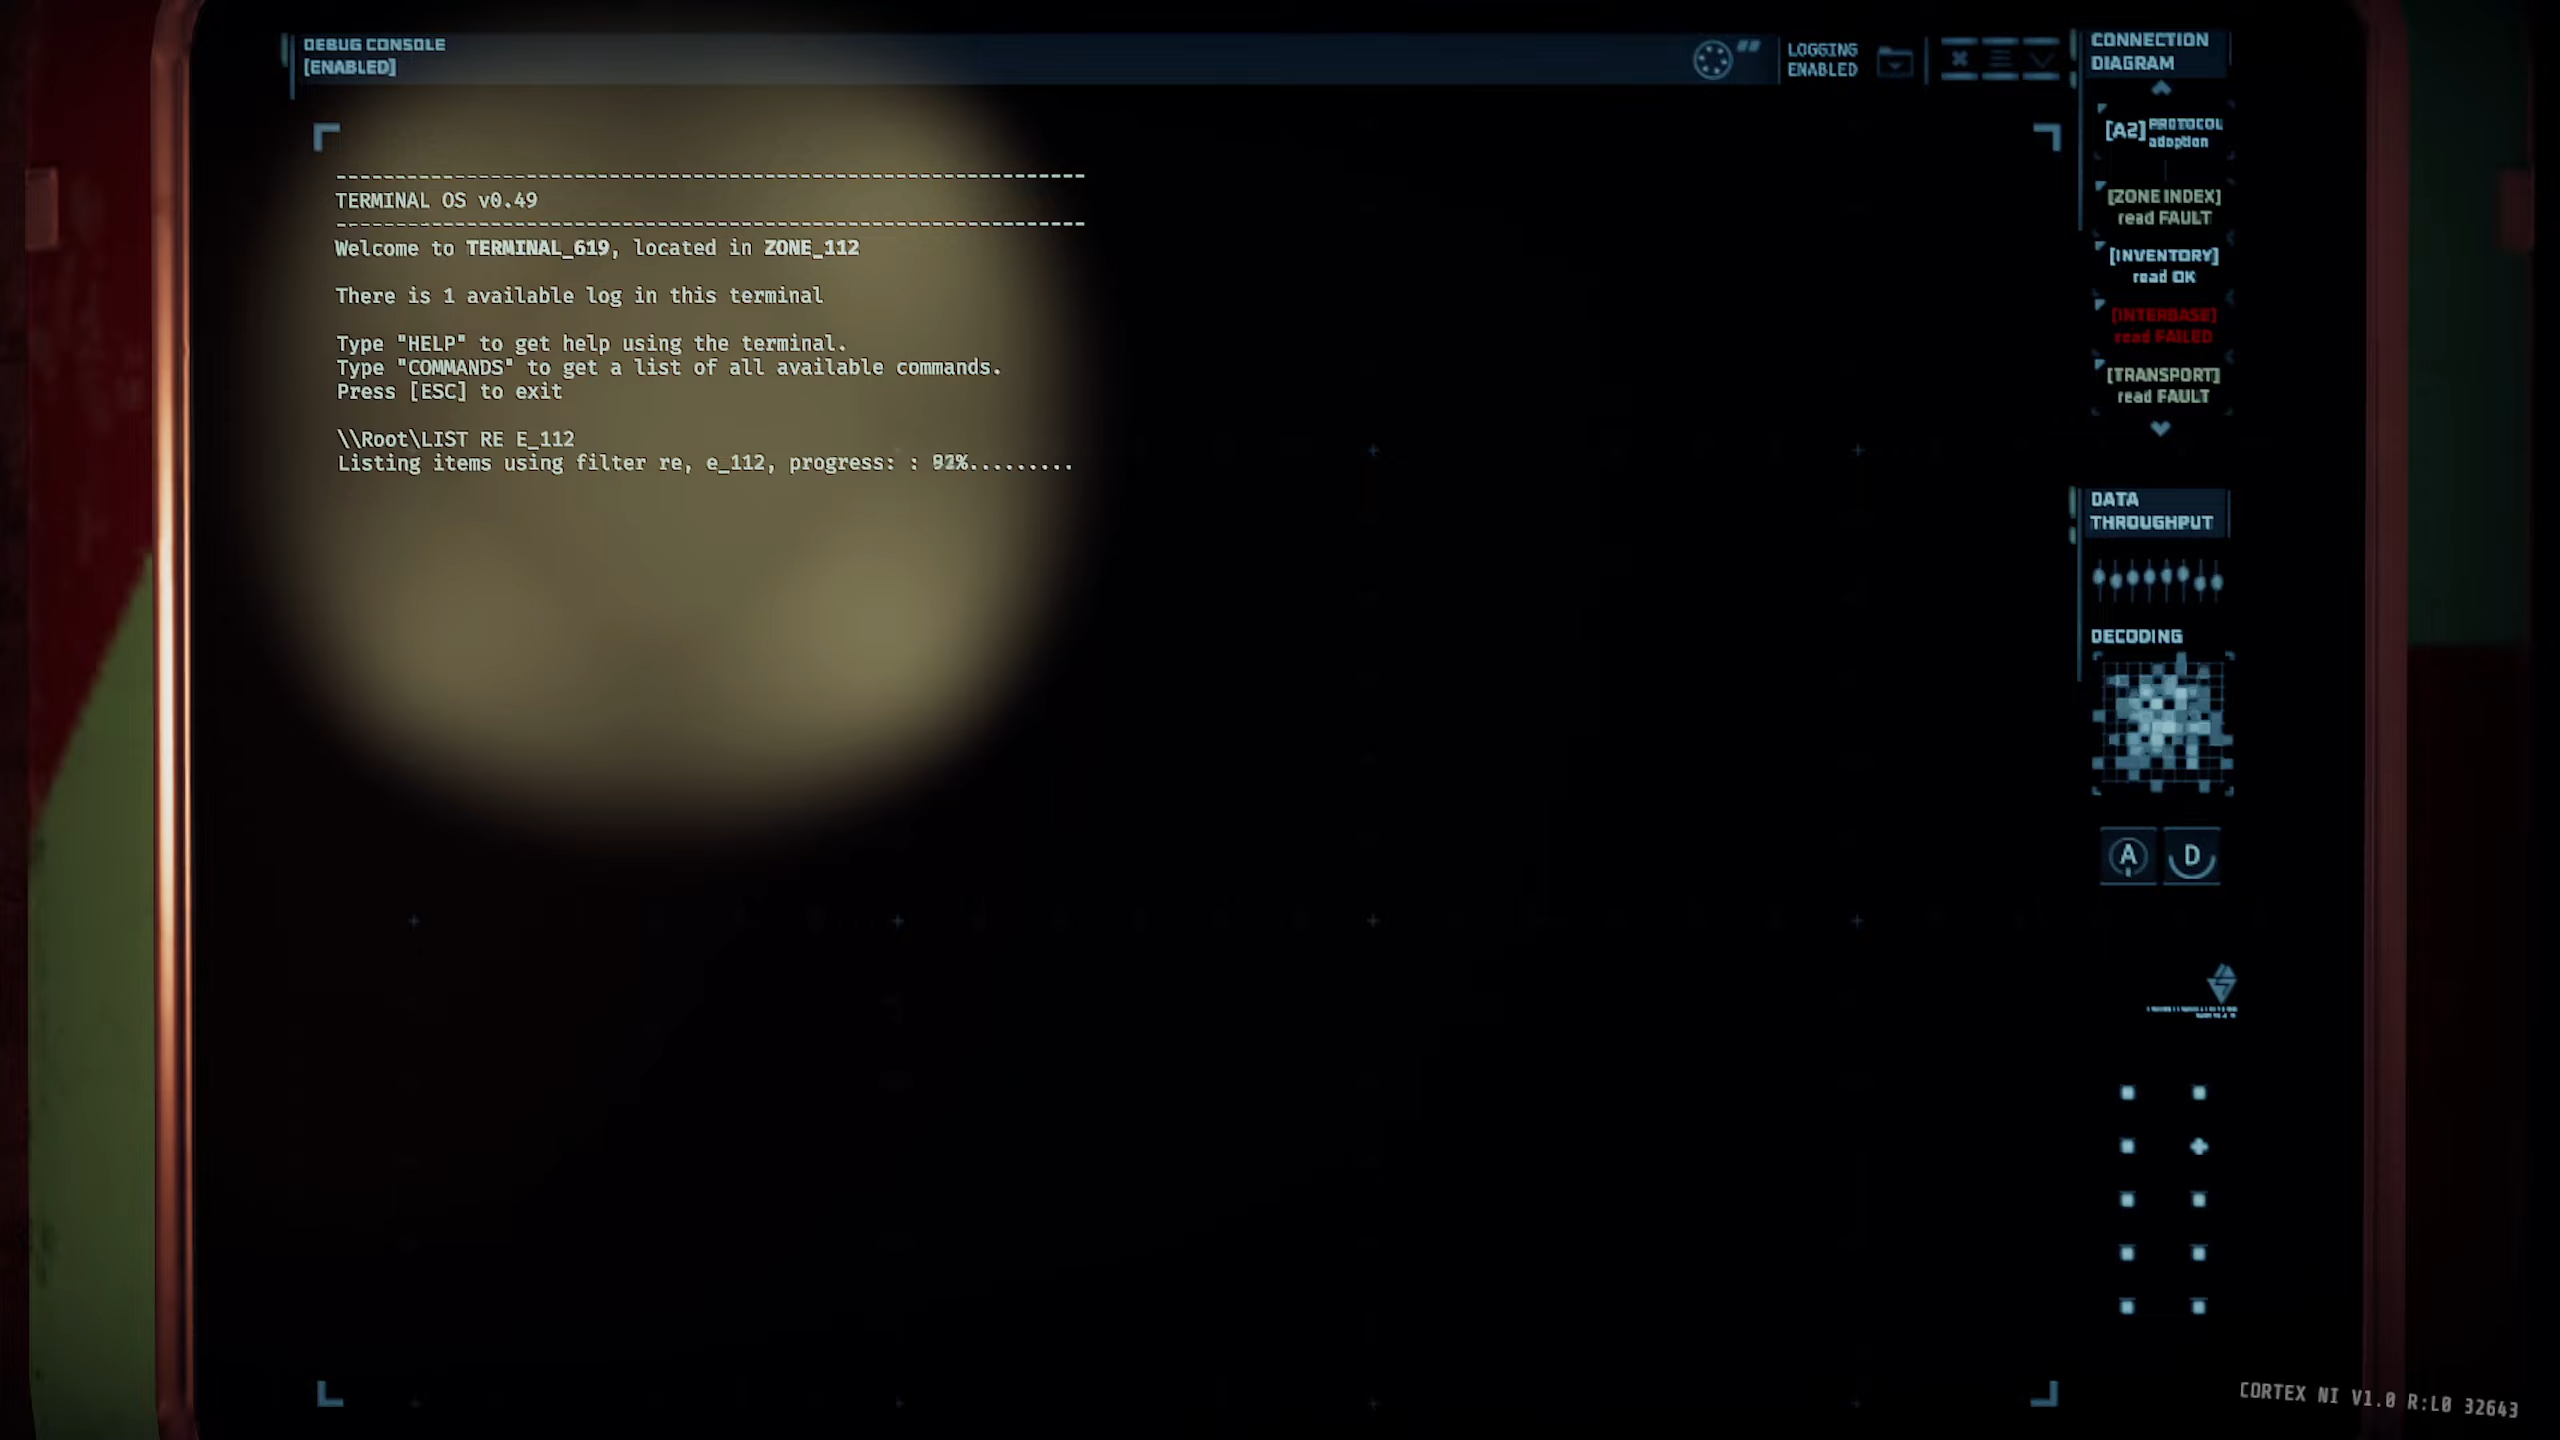 DEBUG CONSOLE
[ENABLED]
LOGGING
ENABLED
CONNECTION
DIAGRAM
[A2] PROTOCOL
adoption
[ZONE INDEX]
read FAULT
[INVENTORY]
read OK
[INTERBASE]
read FAILED
[TRANSPORT]
read FAULT
DATA
THROUGHPUT
DECODING
A D
------------------------------------------------------------
TERMINAL OS v0.49
------------------------------------------------------------
Welcome to TERMINAL_619, located in ZONE_112
There is 1 available log in this terminal
Type "HELP" to get help using the terminal.
Type "COMMANDS" to get a list of all available commands.
Press [ESC] to exit
\\Root\LIST RE E_112
Listing items using filter re, e_112, progress: : .........
CORTEX NI V1.0 R:L0 32643